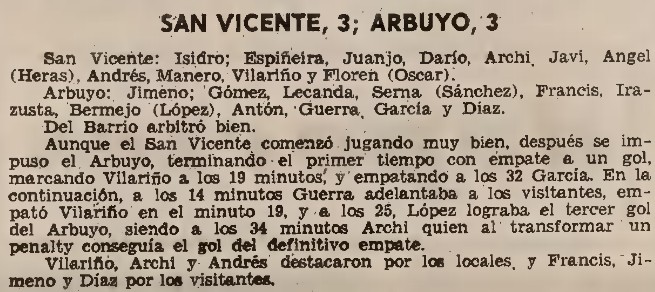 SAN VICENTE, 3; ARBUYO, 3
San Vicente: Isidro; Espiñeira, Juanjo, Darío, Archi, Javi, Angel
(Heras), Andrés, Manero, Vilariño y Floren (Oscar).
Arbuyo: Jimeno; Gómez, Lecanda, Serna (Sánchez), Francis, Ira-
zusta, Bermejo (López), Antón, Guerra, García y Díaz.
Del Barrio arbitró bien.
Aunque el San Vicente comenzó jugando muy bien, después se im-
puso el Arbuyo, terminando el primer tiempo con empate a un gol,
marcando Vilariño a los 19 minutos, y empatando a los 32 García. En la
continuación, a los 14 minutos Guerra adelantaba a los visitantes, em-
pató Vilariño en el minuto 19, y a los 25, López lograba el tercer gol
del Arbuyo, siendo a los 34 minutos Archi quien al transformar un
penalty conseguía el gol del definitivo empate.
Vilariño, Archi y Andrés destacaron por los locales, y Francis, Ji-
meno y Díaz por los visitantes.